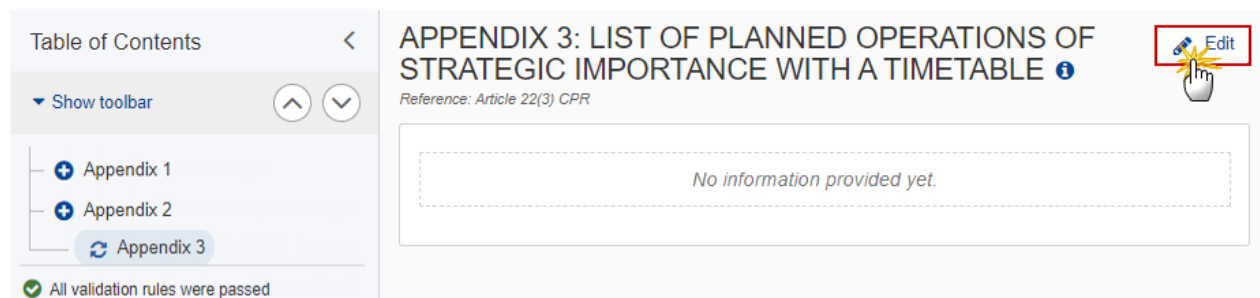 Table of Contents
Show toolbar
Appendix 1
Appendix 2
Appendix 3
All validation rules were passed
APPENDIX 3: LIST OF PLANNED OPERATIONS OF
STRATEGIC IMPORTANCE WITH A TIMETABLE
Reference: Article 22(3) CPR
Edit
No information provided yet.